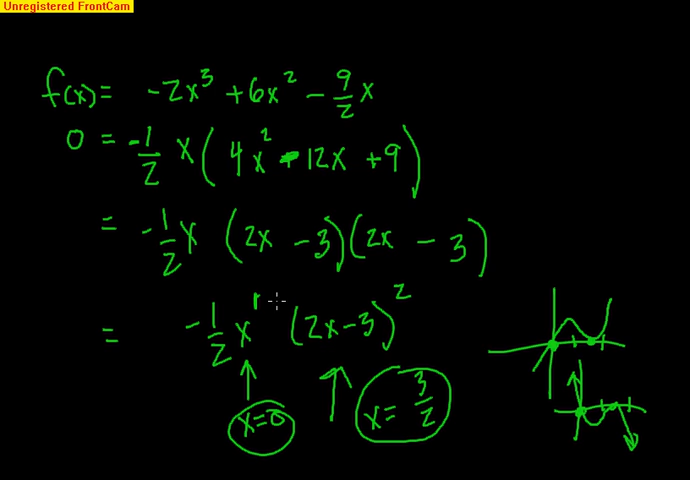 Unregistered FrontCam
f(x)= -2x³ + 6x² - 9/2 x
0 = -1/2 x (4x² - 12x + 9)
= -1/2 x (2x - 3)(2x - 3)
= -1/2 x¹ (2x-3)²
x=0 x= 3/2